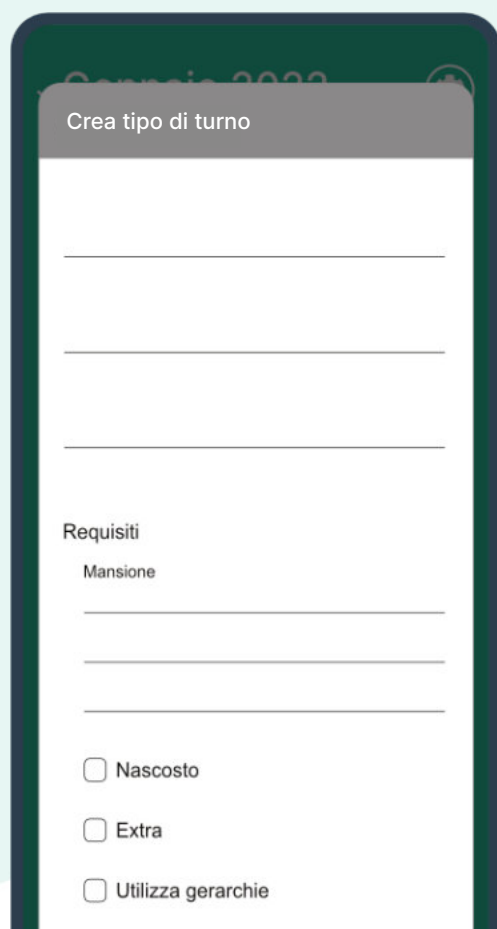 Crea tipo di turno
Requisiti
Mansione
Nascosto
Extra
Utilizza gerarchie